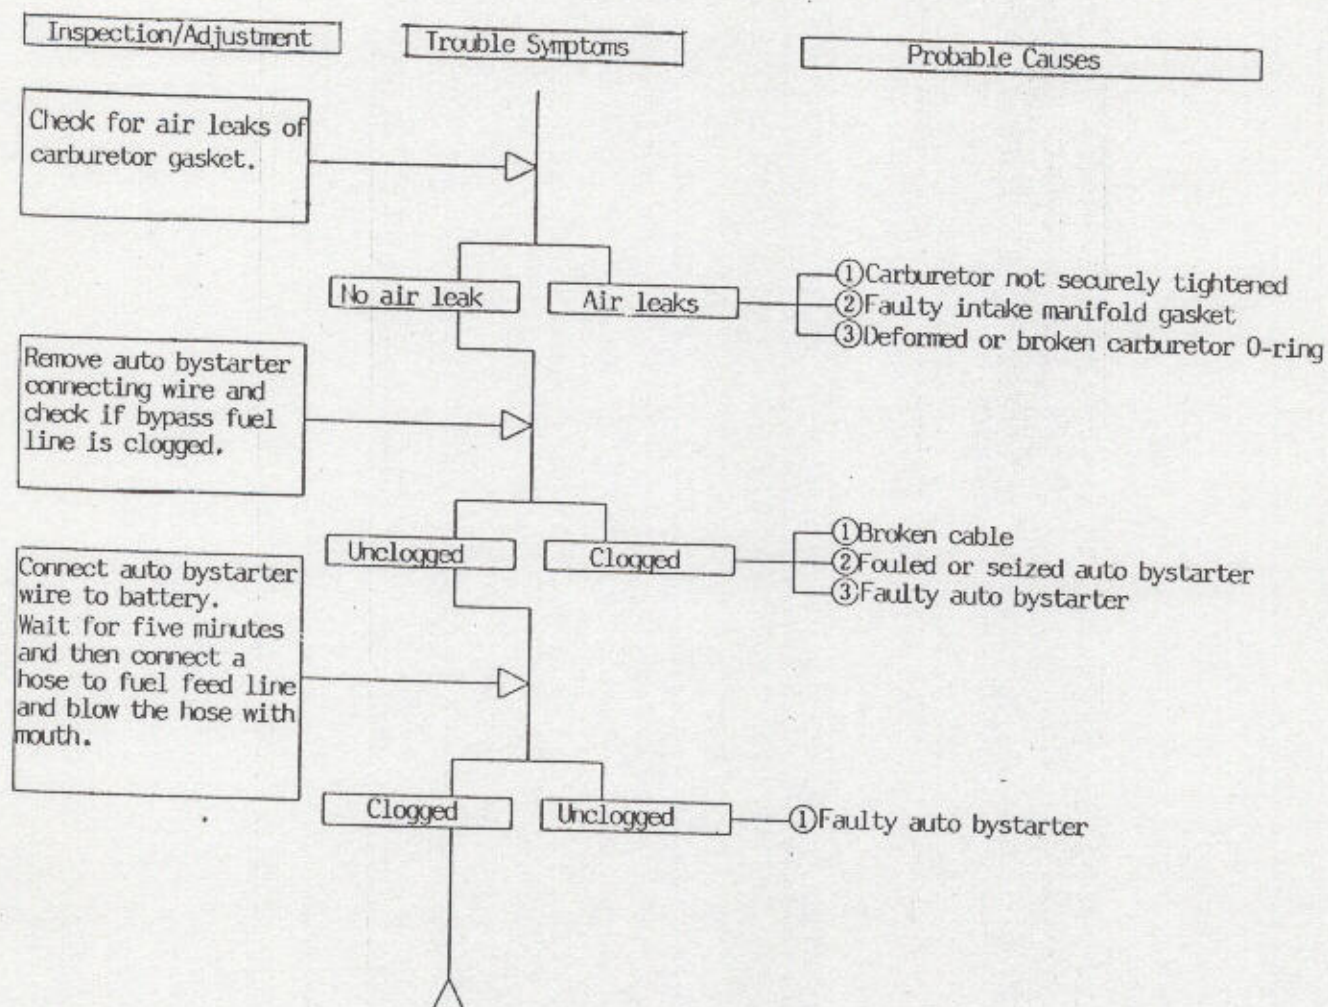 Inspection/Adjustment
Trouble Symptoms
Probable Causes
Check for air leaks of
carburetor gasket.
No air leak
Air leaks
①Carburetor not securely tightened
②Faulty intake manifold gasket
③Deformed or broken carburetor O-ring
Remove auto bystarter
connecting wire and
check if bypass fuel
line is clogged.
Unclogged
Clogged
①Broken cable
②Fouled or seized auto bystarter
③Faulty auto bystarter
Connect auto bystarter
wire to battery.
Wait for five minutes
and then connect a
hose to fuel feed line
and blow the hose with
mouth.
Clogged
Unclogged
①Faulty auto bystarter